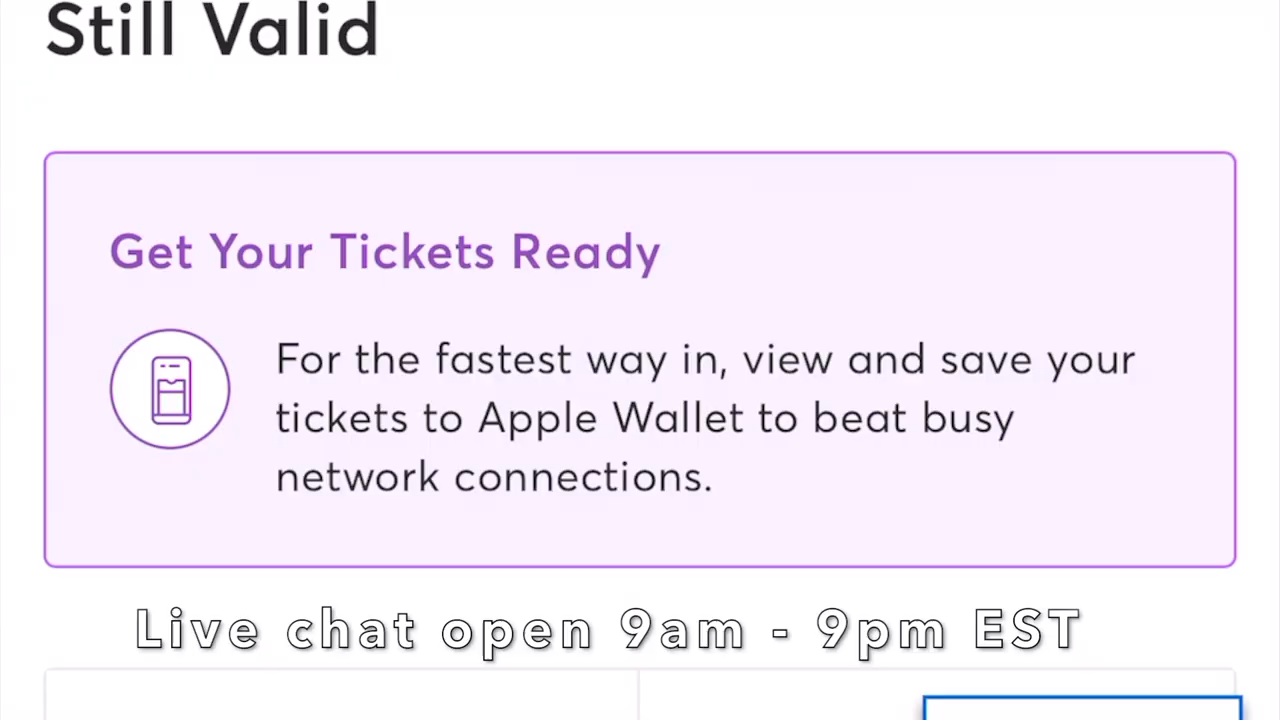 Still Valid
Get Your Tickets Ready
For the fastest way in, view and save your
tickets to Apple Wallet to beat busy
network connections.
Live chat open 9am - 9pm EST